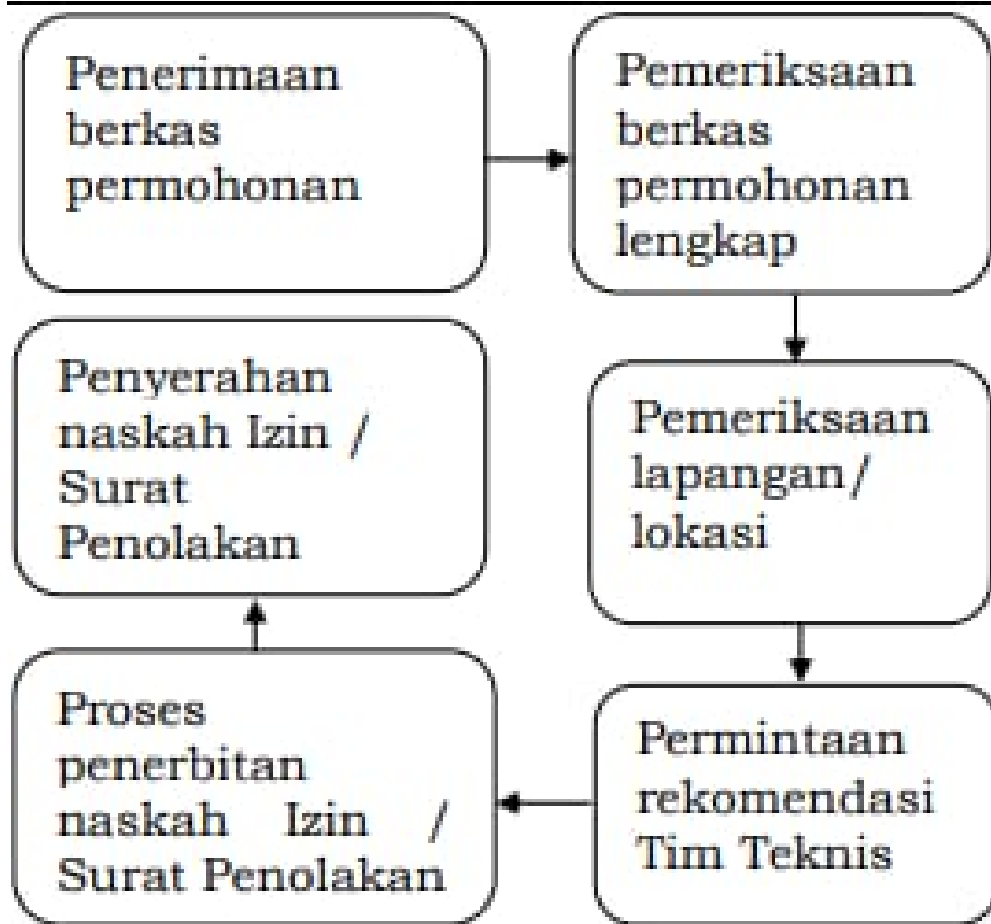 Penerimaan
berkas
permohonan
Pemeriksaan
berkas
permohonan
lengkap
Pemeriksaan
lapangan/
lokasi
Permintaan
rekomendasi
Tim Teknis
Proses
penerbitan
naskah Izin /
Surat Penolakan
Penyerahan
naskah Izin /
Surat
Penolakan